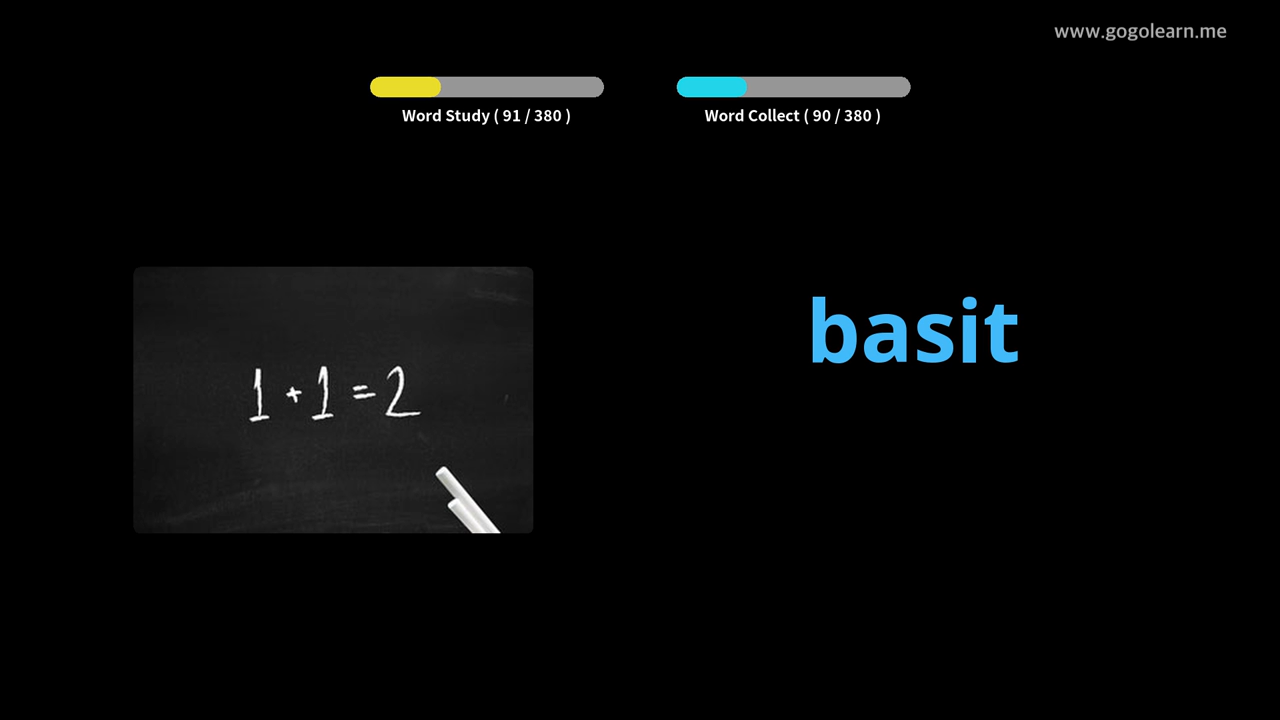 www.gogolearn.me
Word Study ( 91 / 380 )
Word Collect ( 90 / 380 )
1 + 1 = 2
basit